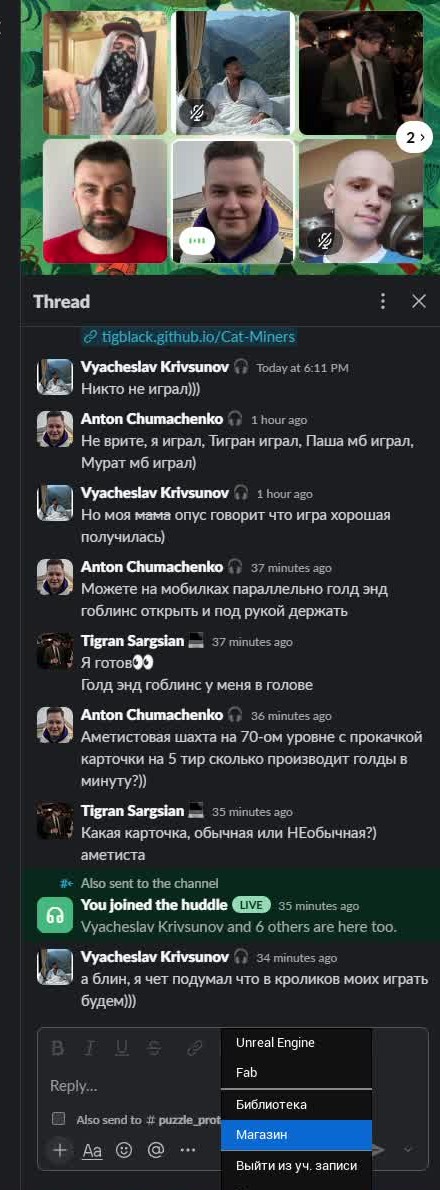 2 ›
Thread
tigblack.github.io/Cat-Miners
Vyacheslav Krivsunov Today at 6:11 PM
Никто не играл)))
Anton Chumachenko 1 hour ago
Не врите, я играл, Тигран играл, Паша мб играл,
Мурат мб играл)
Vyacheslav Krivsunov 1 hour ago
Но моя мама опус говорит что игра хорошая
получилась)
Anton Chumachenko 37 minutes ago
Можете на мобилках параллельно голд энд
гоблинс открыть и под рукой держать
Tigran Sargsian 37 minutes ago
Я готов👀
Голд энд гоблинс у меня в голове
Anton Chumachenko 36 minutes ago
Аметистовая шахта на 70-ом уровне с прокачкой
карточки на 5 тир сколько производит голды в
минуту?))
Tigran Sargsian 35 minutes ago
Какая карточка, обычная или НЕобычная?)
аметиста
Also sent to the channel
You joined the huddle LIVE 35 minutes ago
Vyacheslav Krivsunov and 6 others are here too.
Vyacheslav Krivsunov 34 minutes ago
а блин, я чет подумал что в кроликов моих играть
будем)))
B I U S
Unreal Engine
Reply...
Fab
Also send to # puzzle_prot
Библиотека
Магазин
Aa
Выйти из уч. записи